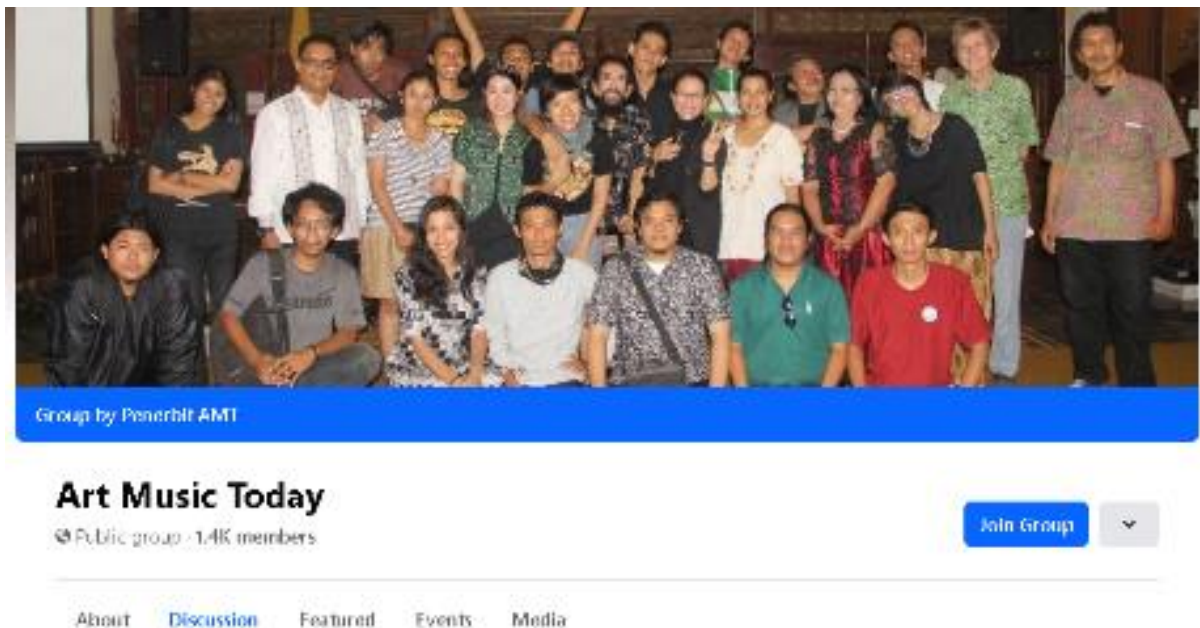 Group by Penerbit AMT
Art Music Today
Public group · 1.4K members
Join Group
About Discussion Featured Events Media